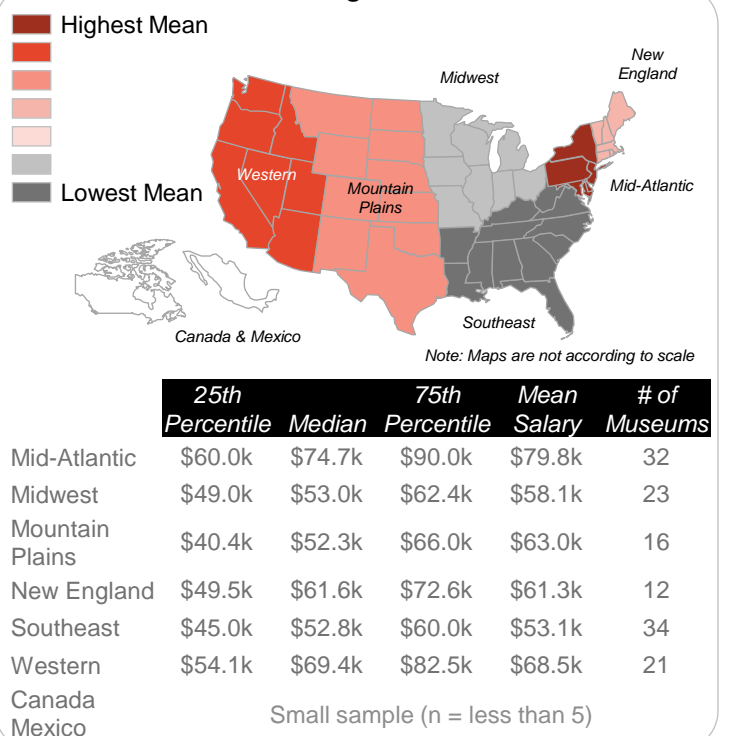 Highest Mean
Lowest Mean
New
England
Midwest
Western
Mountain
Plains
Mid-Atlantic
Southeast
Canada & Mexico
Note: Maps are not according to scale
25th Percentile Median 75th Percentile Mean Salary # of Museums
Mid-Atlantic $60.0k $74.7k $90.0k $79.8k 32
Midwest $49.0k $53.0k $62.4k $58.1k 23
Mountain Plains $40.4k $52.3k $66.0k $63.0k 16
New England $49.5k $61.6k $72.6k $61.3k 12
Southeast $45.0k $52.8k $60.0k $53.1k 34
Western $54.1k $69.4k $82.5k $68.5k 21
Canada Mexico Small sample (n = less than 5)